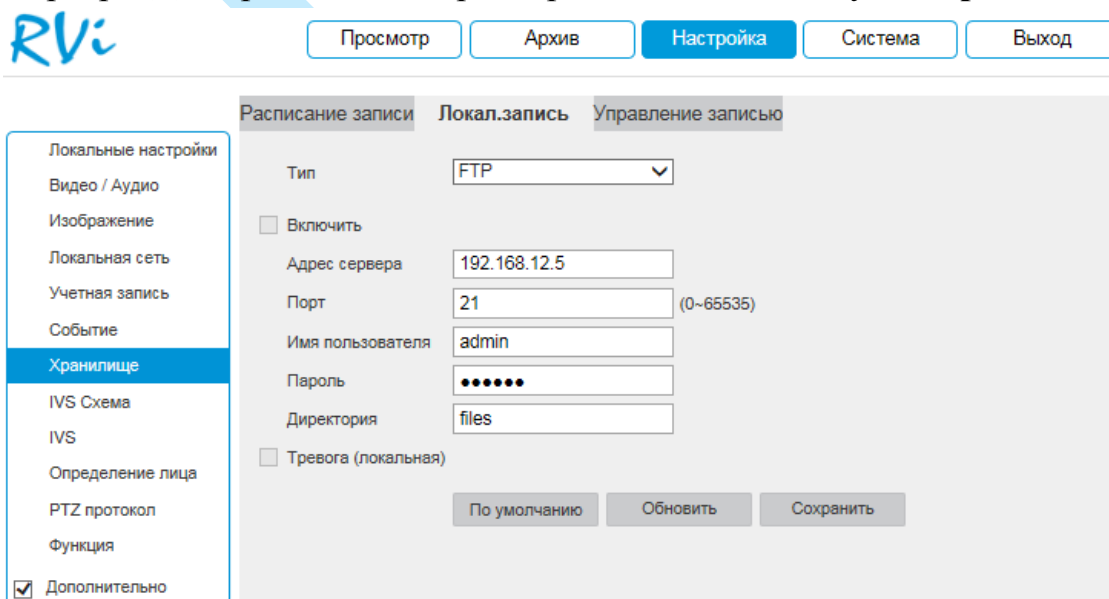 RVi Просмотр Архив Настройка Система Выход
Расписание записи Локал.запись Управление записью
Локальные настройки
Видео / Аудио
Изображение
Локальная сеть
Учетная запись
Событие
Хранилище
IVS Схема
IVS
Определение лица
PTZ протокол
Функция
Дополнительно
Тип FTP
Включить
Адрес сервера 192.168.12.5
Порт 21 (0~65535)
Имя пользователя admin
Пароль ●●●●●●
Директория files
Тревога (локальная)
По умолчанию Обновить Сохранить